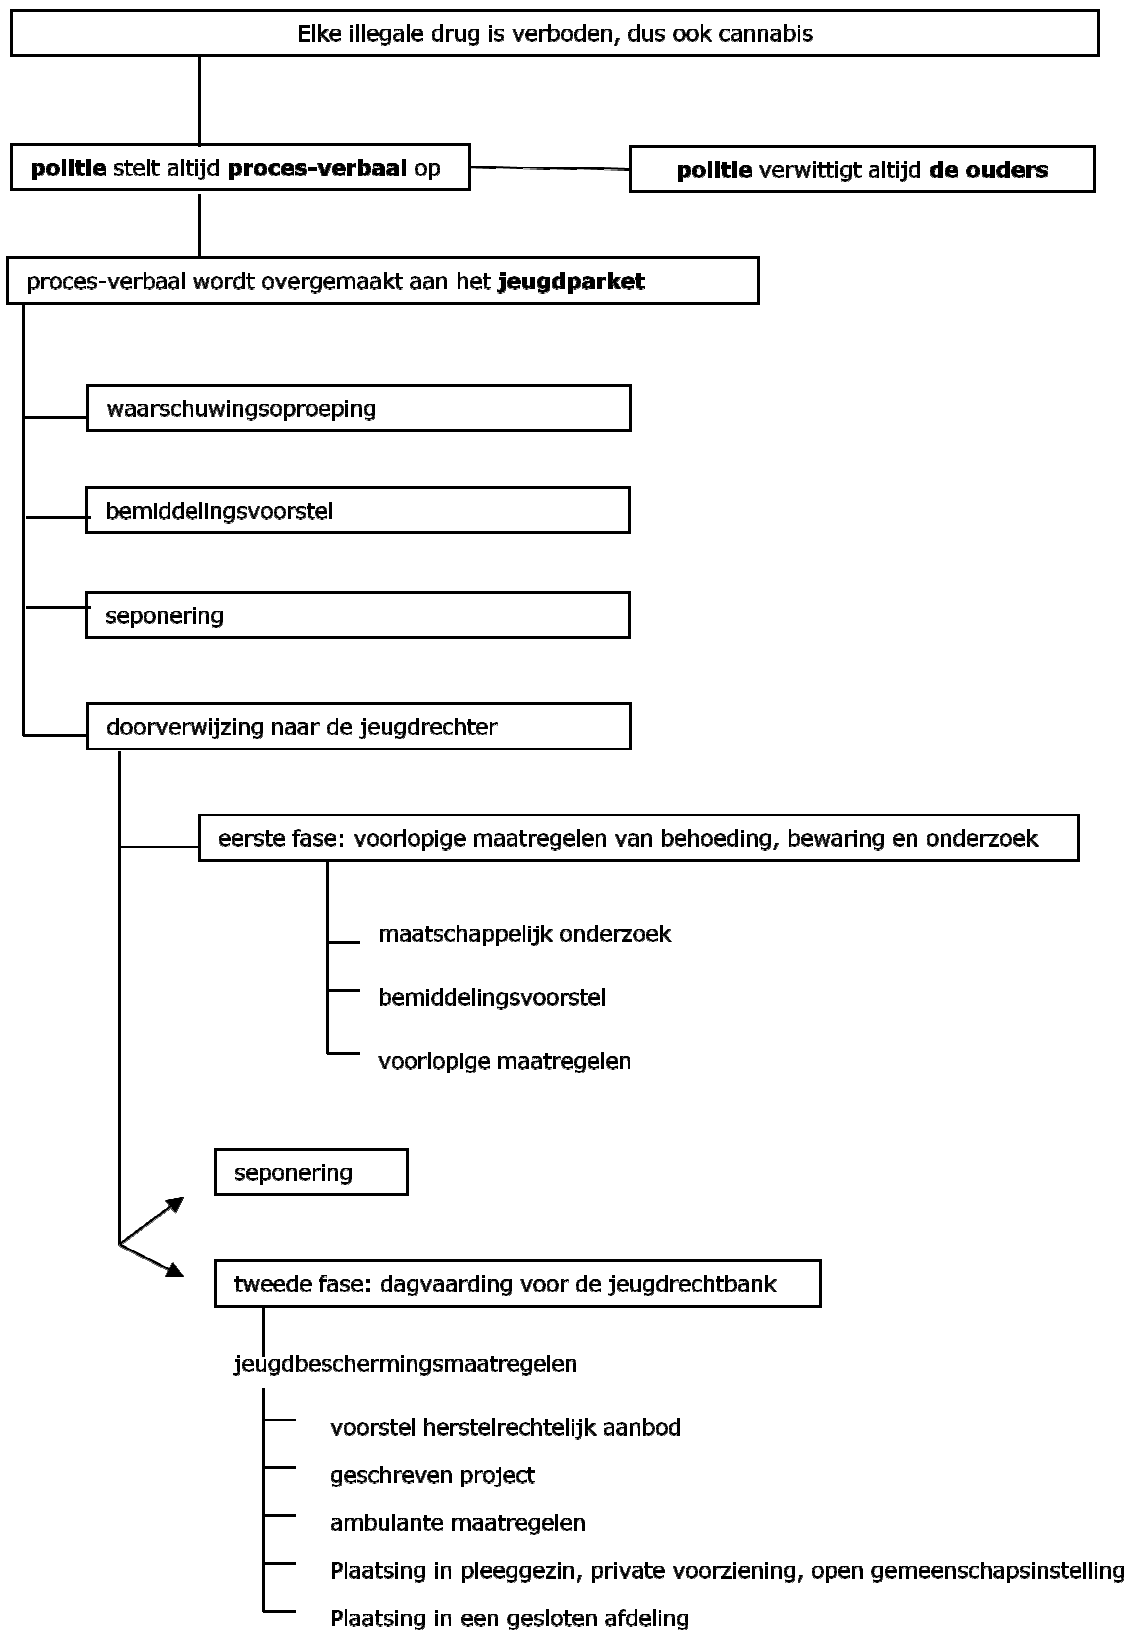 Elke illegale drug is verboden, dus ook cannabis
politie stelt altijd proces-verbaal op
politie verwittigt altijd de ouders
proces-verbaal wordt overgemaakt aan het jeugdparket
waarschuwingsoproeping
bemiddelingsvoorstel
seponering
doorverwijzing naar de jeugdrechter
eerste fase: voorlopige maatregelen van behoeding, bewaring en onderzoek
maatschappelijk onderzoek
bemiddelingsvoorstel
voorlopige maatregelen
seponering
tweede fase: dagvaarding voor de jeugdrechtbank
jeugdbeschermingsmaatregelen
voorstel herstelrechtelijk aanbod
geschreven project
ambulante maatregelen
Plaatsing in pleeggezin, private voorziening, open gemeenschapsinstelling
Plaatsing in een gesloten afdeling